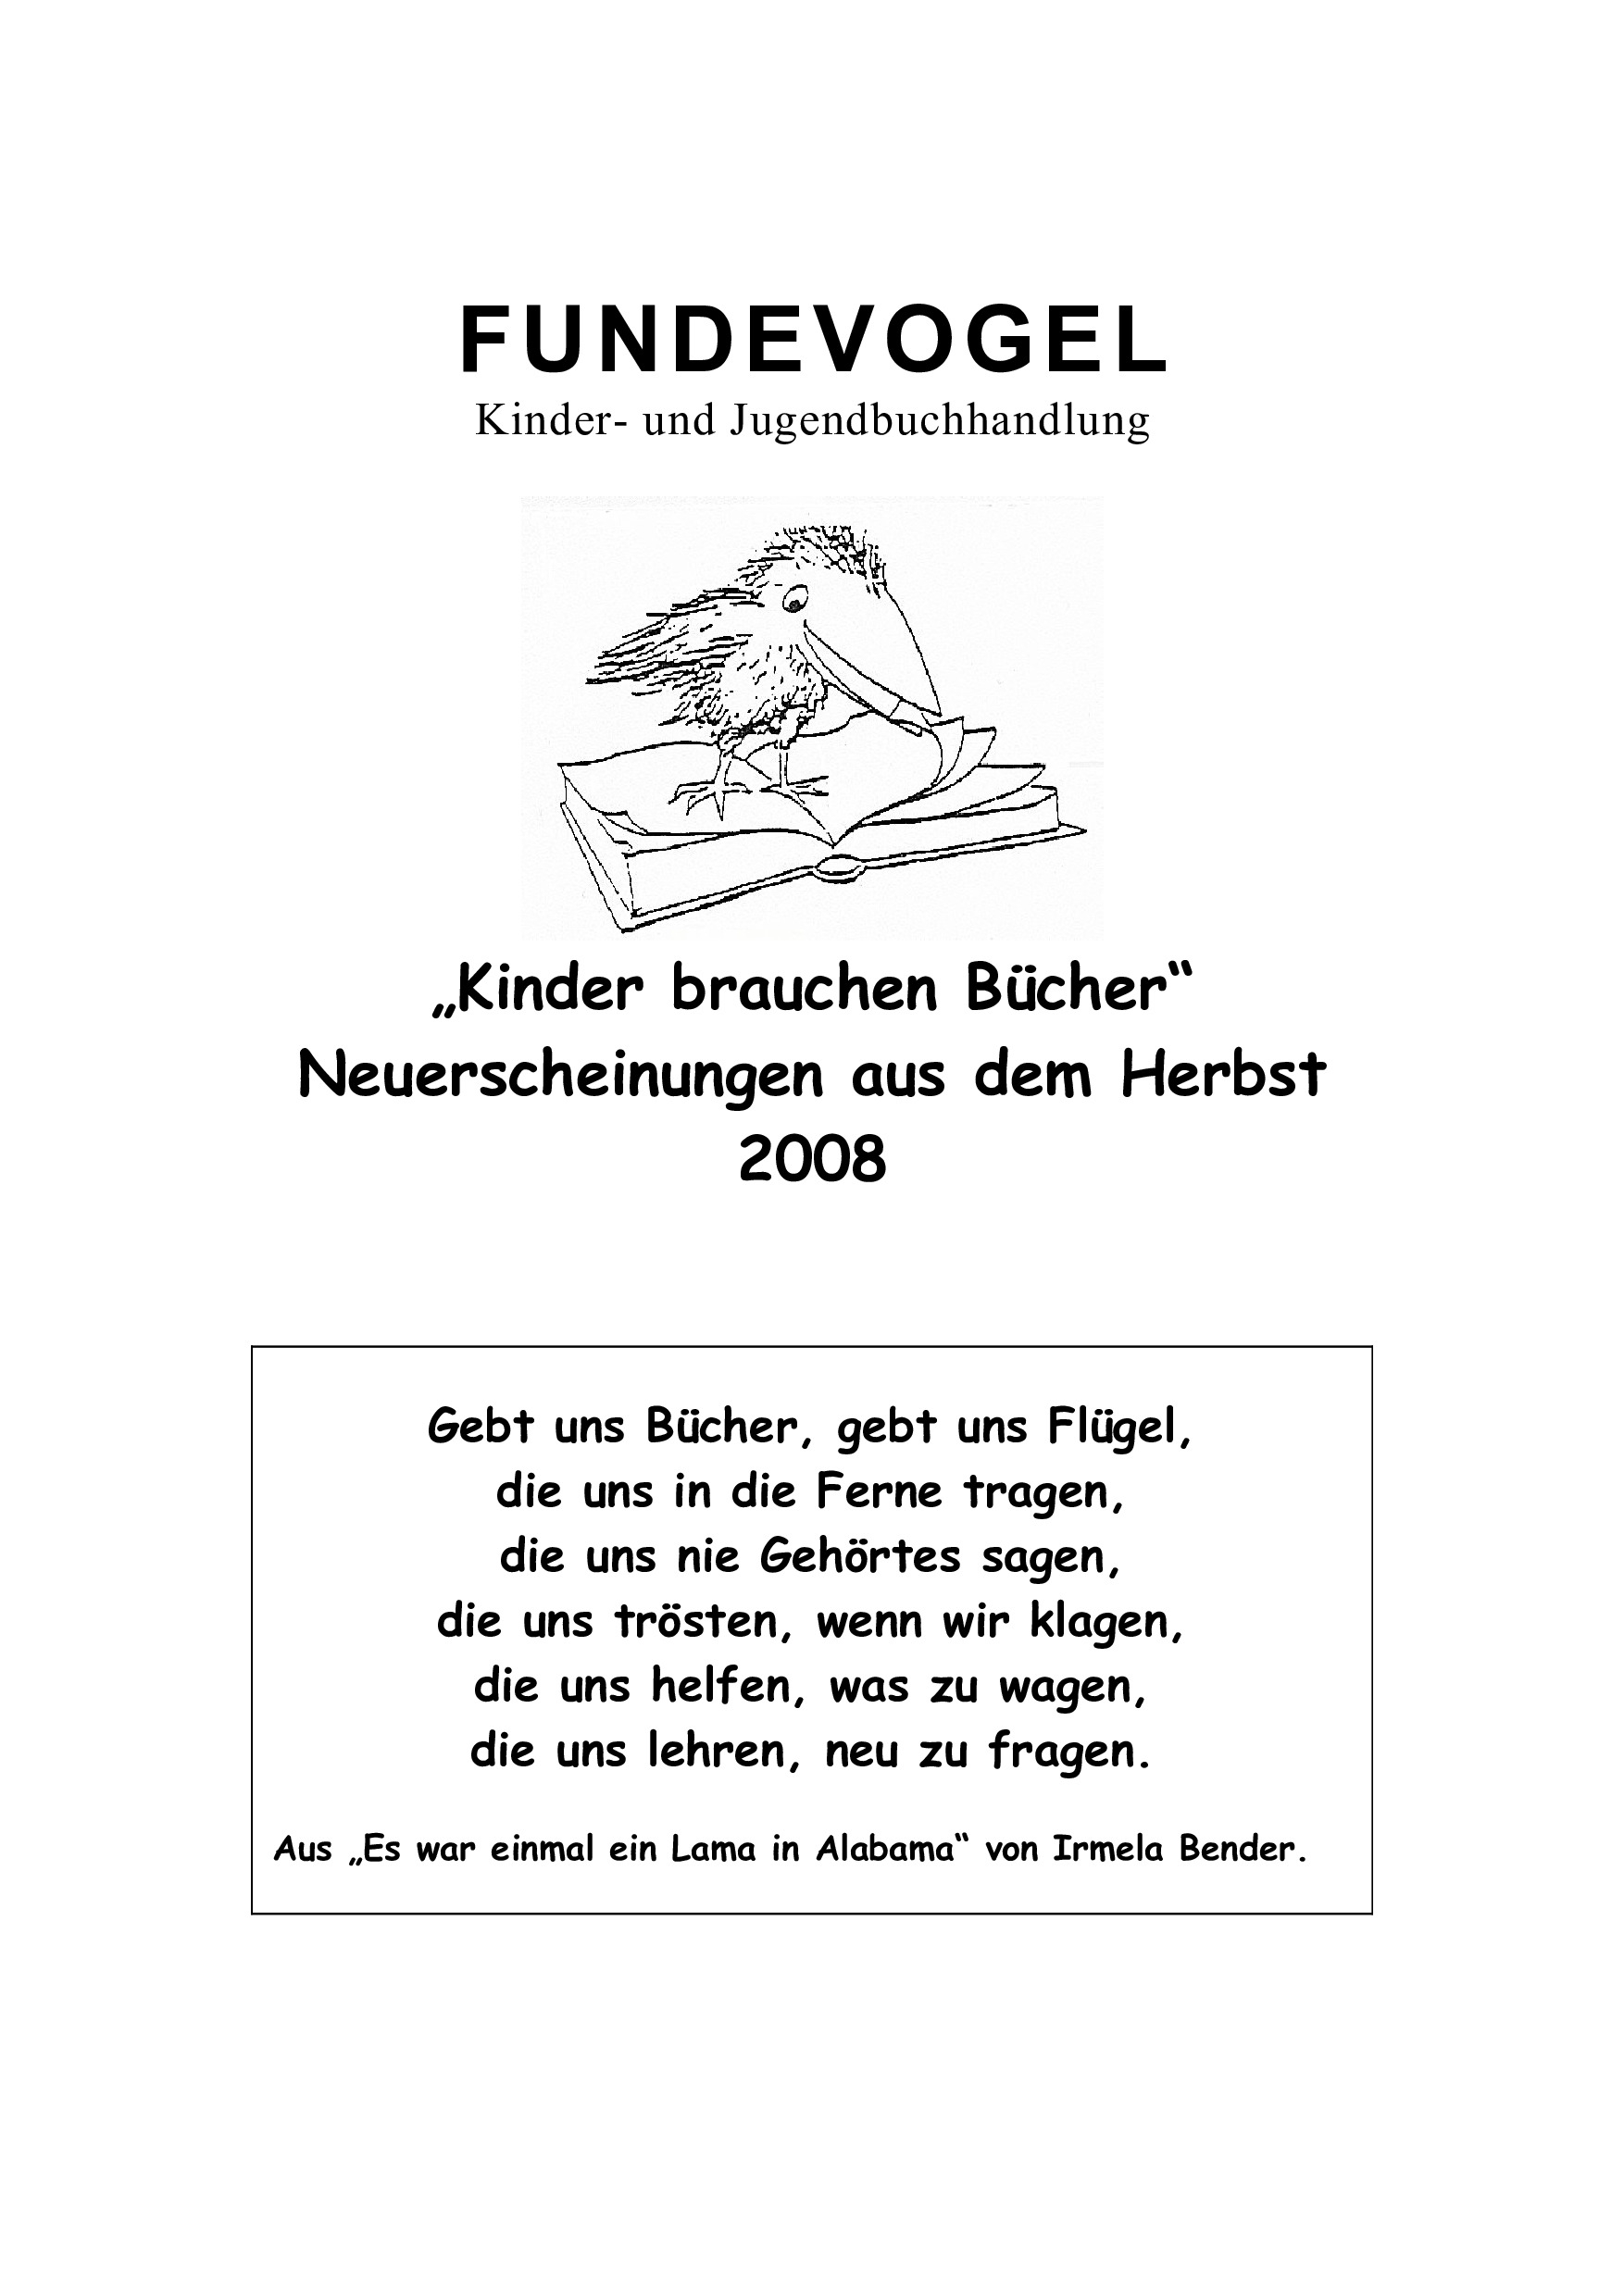 FUNDEVOGEL
Kinder- und Jugendbuchhandlung
„Kinder brauchen Bücher“
Neuerscheinungen aus dem Herbst
2008
Gebt uns Bücher, gebt uns Flügel,
die uns in die Ferne tragen,
die uns nie Gehörtes sagen,
die uns trösten, wenn wir klagen,
die uns helfen, was zu wagen,
die uns lehren, neu zu fragen.
Aus „Es war einmal ein Lama in Alabama“ von Irmela Bender.